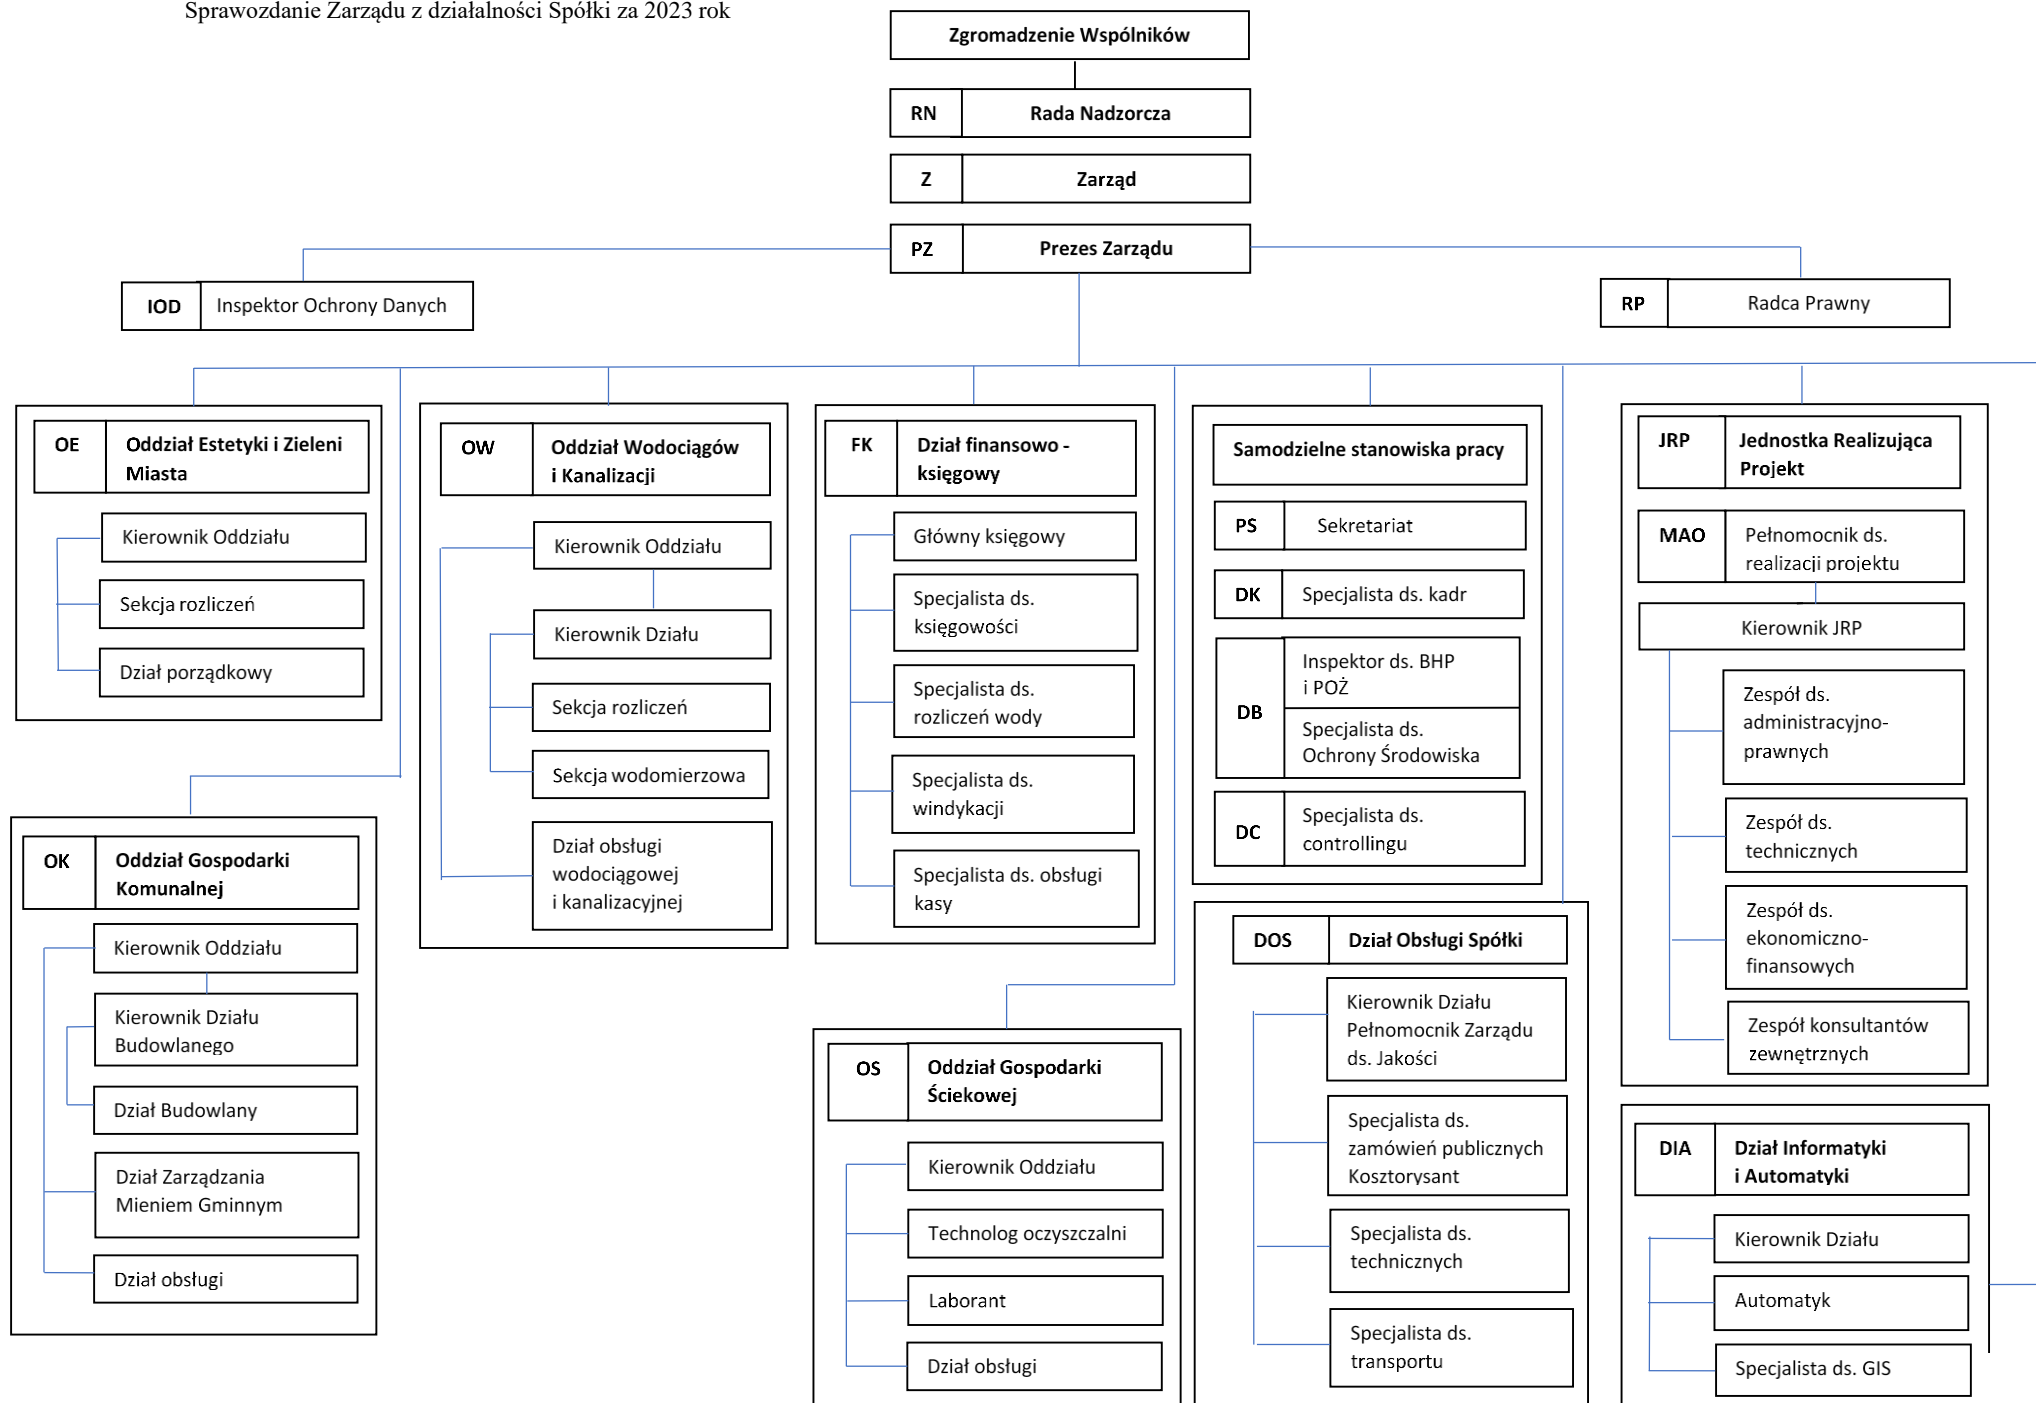 Sprawozdanie Zarządu z działalności Spółki za 2023 rok
Zgromadzenie Wspólników
RN
Rada Nadzorcza
Z
Zarząd
PZ
Prezes Zarządu
IOD
Inspektor Ochrony Danych
RP
Radca Prawny
OE
Oddział Estetyki i Zieleni
Miasta
Kierownik Oddziału
Sekcja rozliczeń
Dział porządkowy
OK
Oddział Gospodarki
Komunalnej
Kierownik Oddziału
Kierownik Działu
Budowlanego
Dział Budowlany
Dział Zarządzania
Mieniem Gminnym
Dział obsługi
OW
Oddział Wodociągów
i Kanalizacji
Kierownik Oddziału
Kierownik Działu
Sekcja rozliczeń
Sekcja wodomierzowa
Dział obsługi
wodociągowej
i kanalizacyjnej
FK
Dział finansowo -
księgowy
Główny księgowy
Specjalista ds.
księgowości
Specjalista ds.
rozliczeń wody
Specjalista ds.
windykacji
Specjalista ds. obsługi
kasy
OS
Oddział Gospodarki
Ściekowej
Kierownik Oddziału
Technolog oczyszczalni
Laborant
Dział obsługi
Samodzielne stanowiska pracy
PS
Sekretariat
DK
Specjalista ds. kadr
DB
Inspektor ds. BHP
i POŻ
Specjalista ds.
Ochrony Środowiska
DC
Specjalista ds.
controllingu
DOS
Dział Obsługi Spółki
Kierownik Działu
Pełnomocnik Zarządu
ds. Jakości
Specjalista ds.
zamówień publicznych
Kosztorysant
Specjalista ds.
technicznych
Specjalista ds.
transportu
JRP
Jednostka Realizująca
Projekt
MAO
Pełnomocnik ds.
realizacji projektu
Kierownik JRP
Zespół ds.
administracyjno-
prawnych
Zespół ds.
technicznych
Zespół ds.
ekonomiczno-
finansowych
Zespół konsultantów
zewnętrznych
DIA
Dział Informatyki
i Automatyki
Kierownik Działu
Automatyk
Specjalista ds. GIS